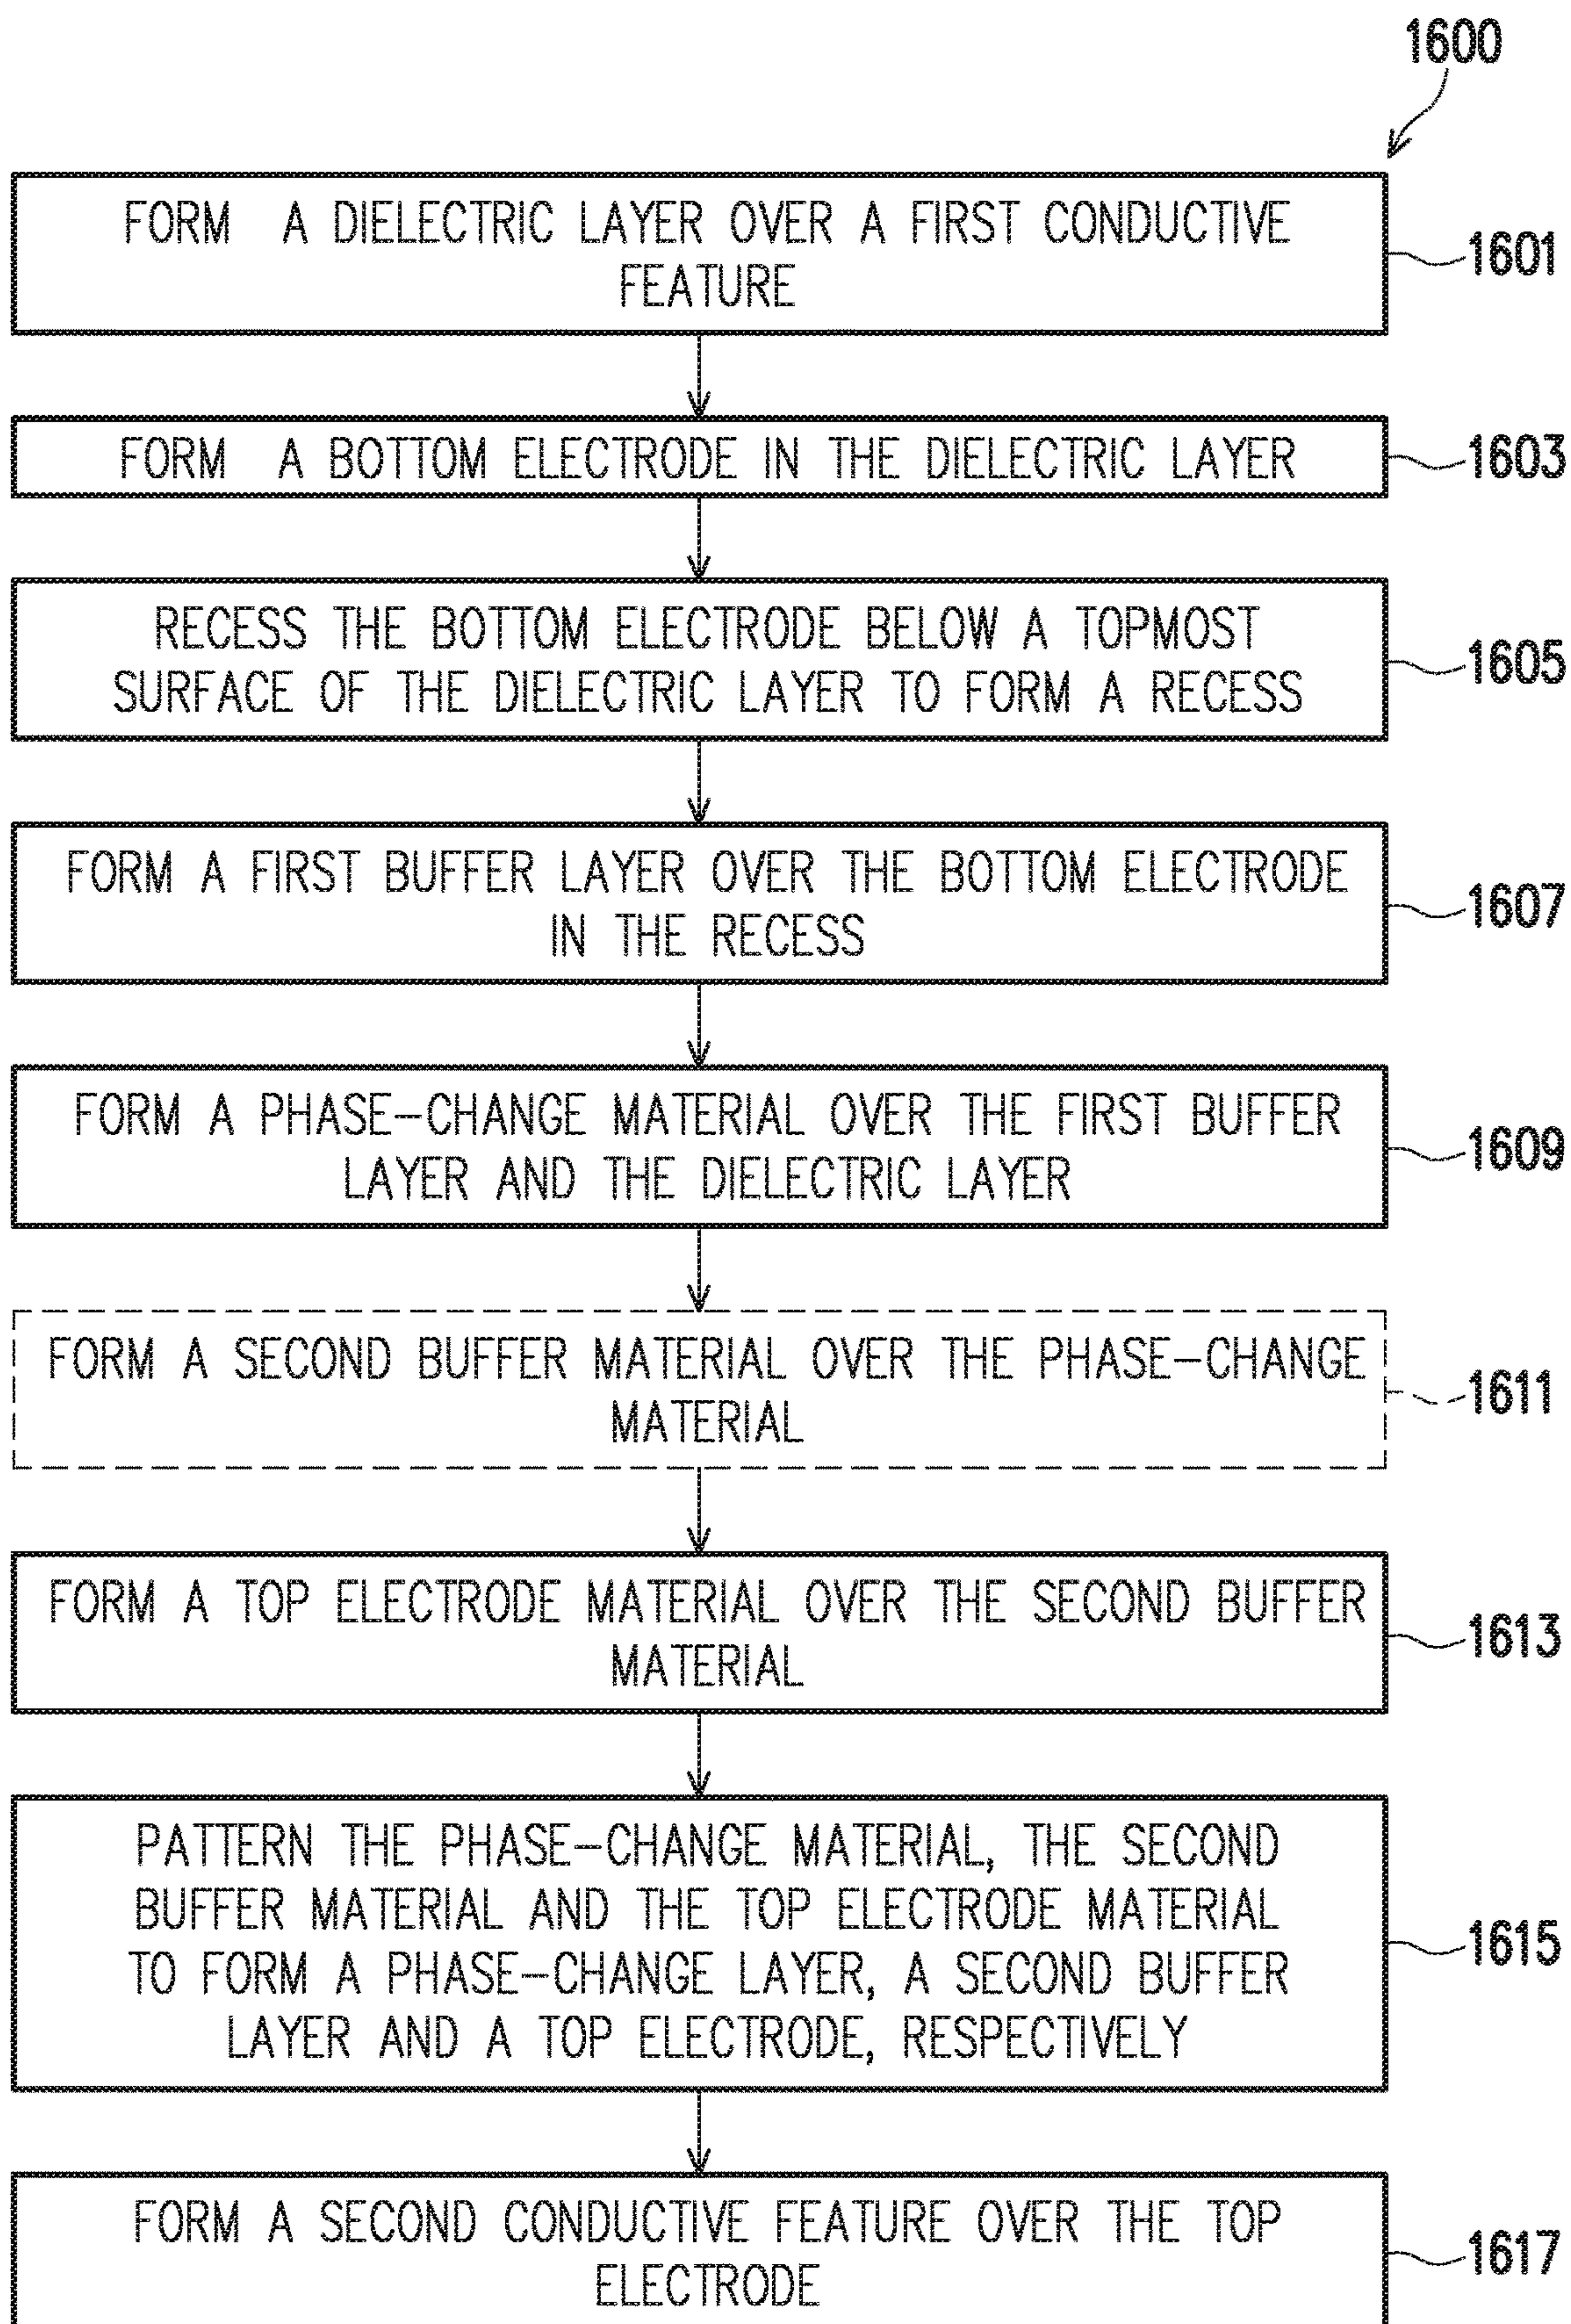 1600
FORM A DIELECTRIC LAYER OVER A FIRST CONDUCTIVE
FEATURE
1601
FORM A BOTTOM ELECTRODE IN THE DIELECTRIC LAYER
1603
RECESS THE BOTTOM ELECTRODE BELOW A TOPMOST
SURFACE OF THE DIELECTRIC LAYER TO FORM A RECESS
1605
FORM A FIRST BUFFER LAYER OVER THE BOTTOM ELECTRODE
IN THE RECESS
1607
FORM A PHASE-CHANGE MATERIAL OVER THE FIRST BUFFER
LAYER AND THE DIELECTRIC LAYER
1609
FORM A SECOND BUFFER MATERIAL OVER THE PHASE-CHANGE
MATERIAL
1611
FORM A TOP ELECTRODE MATERIAL OVER THE SECOND BUFFER
MATERIAL
1613
PATTERN THE PHASE-CHANGE MATERIAL, THE SECOND
BUFFER MATERIAL AND THE TOP ELECTRODE MATERIAL
TO FORM A PHASE-CHANGE LAYER, A SECOND BUFFER
LAYER AND A TOP ELECTRODE, RESPECTIVELY
1615
FORM A SECOND CONDUCTIVE FEATURE OVER THE TOP
ELECTRODE
1617